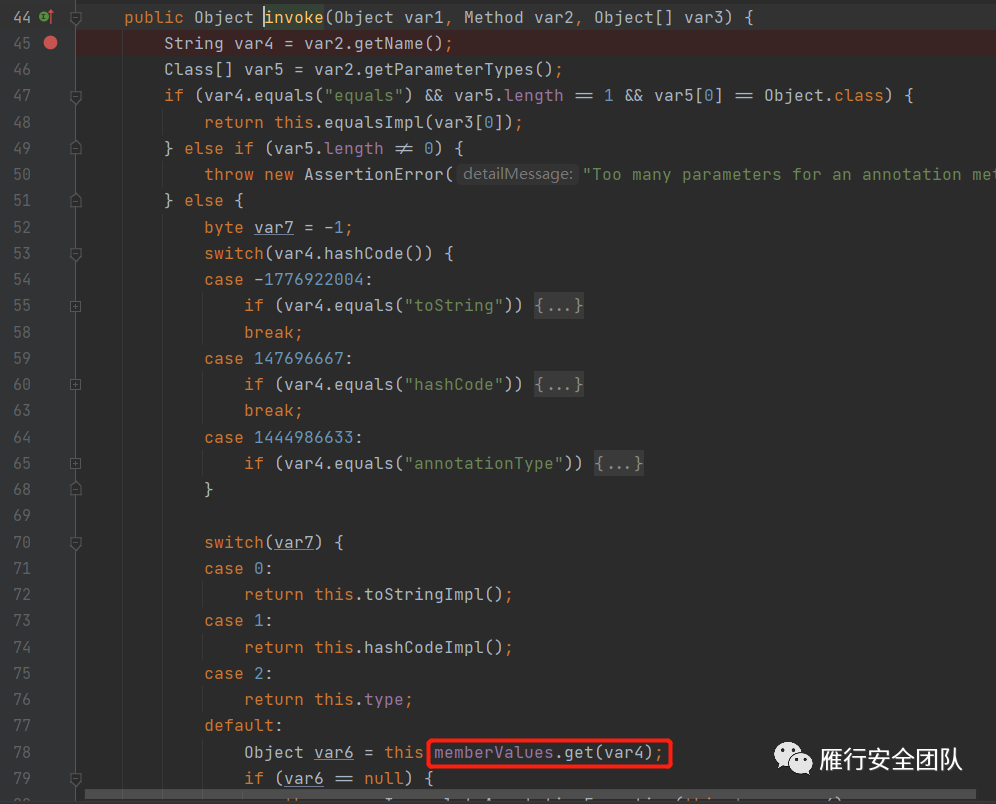 44 public Object invoke(Object var1, Method var2, Object[] var3) {
45 String var4 = var2.getName();
46 Class[] var5 = var2.getParameterTypes();
47 if (var4.equals("equals") && var5.length == 1 && var5[0] == Object.class) {
48 return this.equalsImpl(var3[0]);
49 } else if (var5.length ≠ 0) {
50 throw new AssertionError( detailMessage: "Too many parameters for an annotation met
51 } else {
52 byte var7 = -1;
53 switch(var4.hashCode()) {
54 case -1776922004:
55 if (var4.equals("toString")) {...}
58 break;
59 case 147696667:
60 if (var4.equals("hashCode")) {...}
63 break;
64 case 1444986633:
65 if (var4.equals("annotationType")) {...}
68 }
69
70 switch(var7) {
71 case 0:
72 return this.toStringImpl();
73 case 1:
74 return this.hashCodeImpl();
75 case 2:
76 return this.type;
77 default:
78 Object var6 = this.memberValues.get(var4);
79 if (var6 == null) {
雁行安全团队